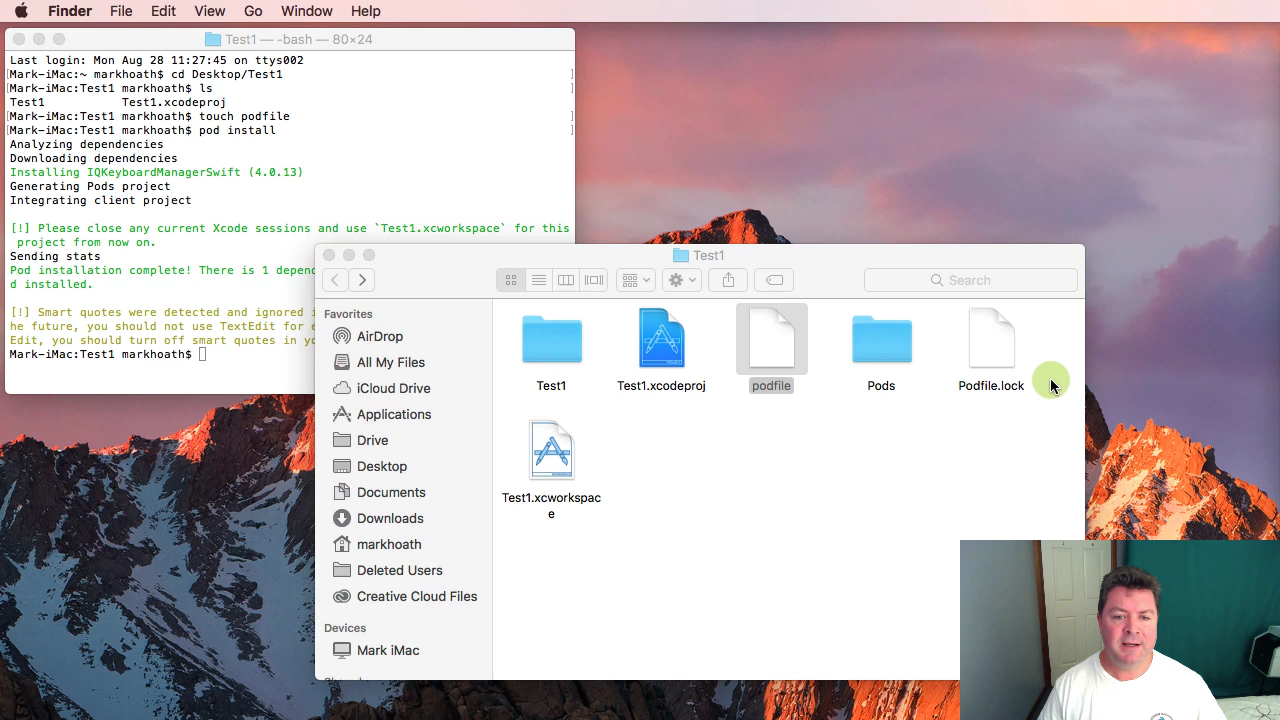 Finder File Edit View Go Window Help
Test1 — -bash — 80×24
Last login: Mon Aug 28 11:27:45 on ttys002
[Mark-iMac:~ markhoath$ cd Desktop/Test1 ]
[Mark-iMac:Test1 markhoath$ ls ]
Test1 Test1.xcodeproj
[Mark-iMac:Test1 markhoath$ touch podfile ]
[Mark-iMac:Test1 markhoath$ pod install ]
Analyzing dependencies
Downloading dependencies
Installing IQKeyboardManagerSwift (4.0.13)
Generating Pods project
Integrating client project
[!] Please close any current Xcode sessions and use `Test1.xcworkspace` for this
project from now on.
Sending stats
Pod installation complete! There is 1 depen
d installed.
[!] Smart quotes were detected and ignored
he future, you should not use TextEdit for
Edit, you should turn off smart quotes in
Mark-iMac:Test1 markhoath$
Test1
Search
Favorites
AirDrop
All My Files
iCloud Drive
Applications
Drive
Desktop
Documents
Downloads
markhoath
Deleted Users
Creative Cloud Files
Devices
Mark iMac
Test1
Test1.xcodeproj
podfile
Pods
Podfile.lock
Test1.xcworkspac
e